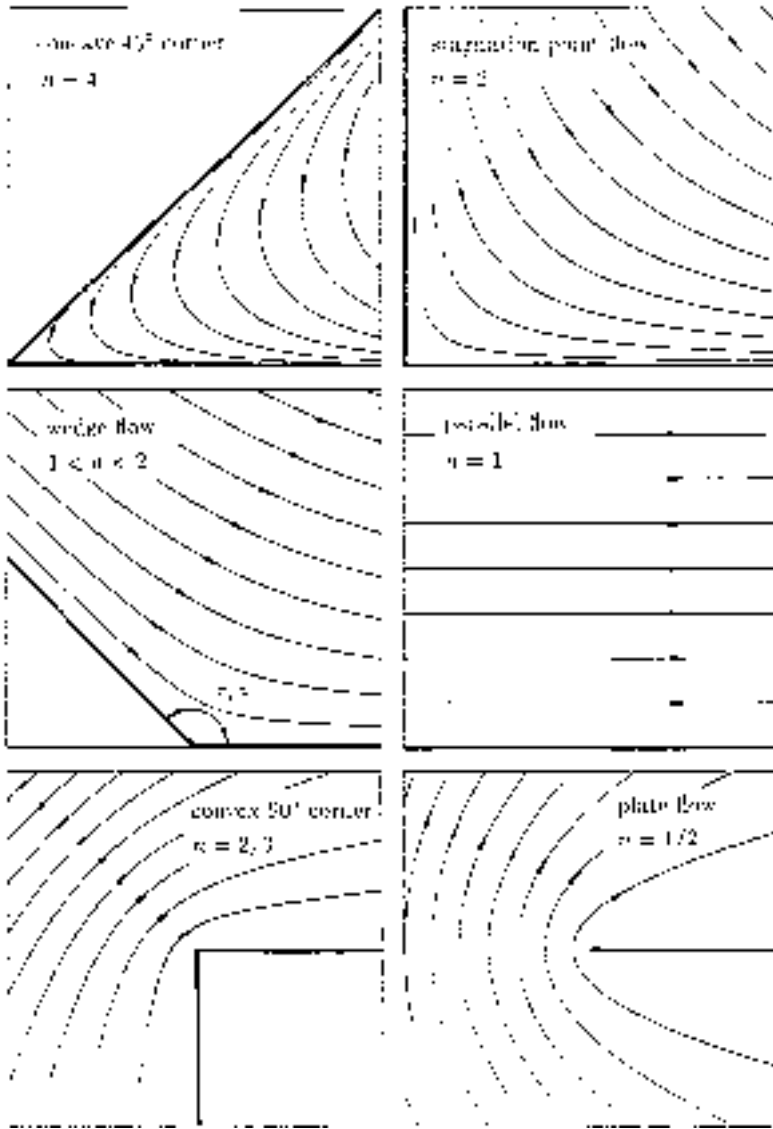 concave 45° corner
n = 4
stagnation point flow
n = 2
wedge flow
1 < n < 2
parallel flow
n = 1
convex 90° corner
n = 2/3
plate flow
n = 1/2